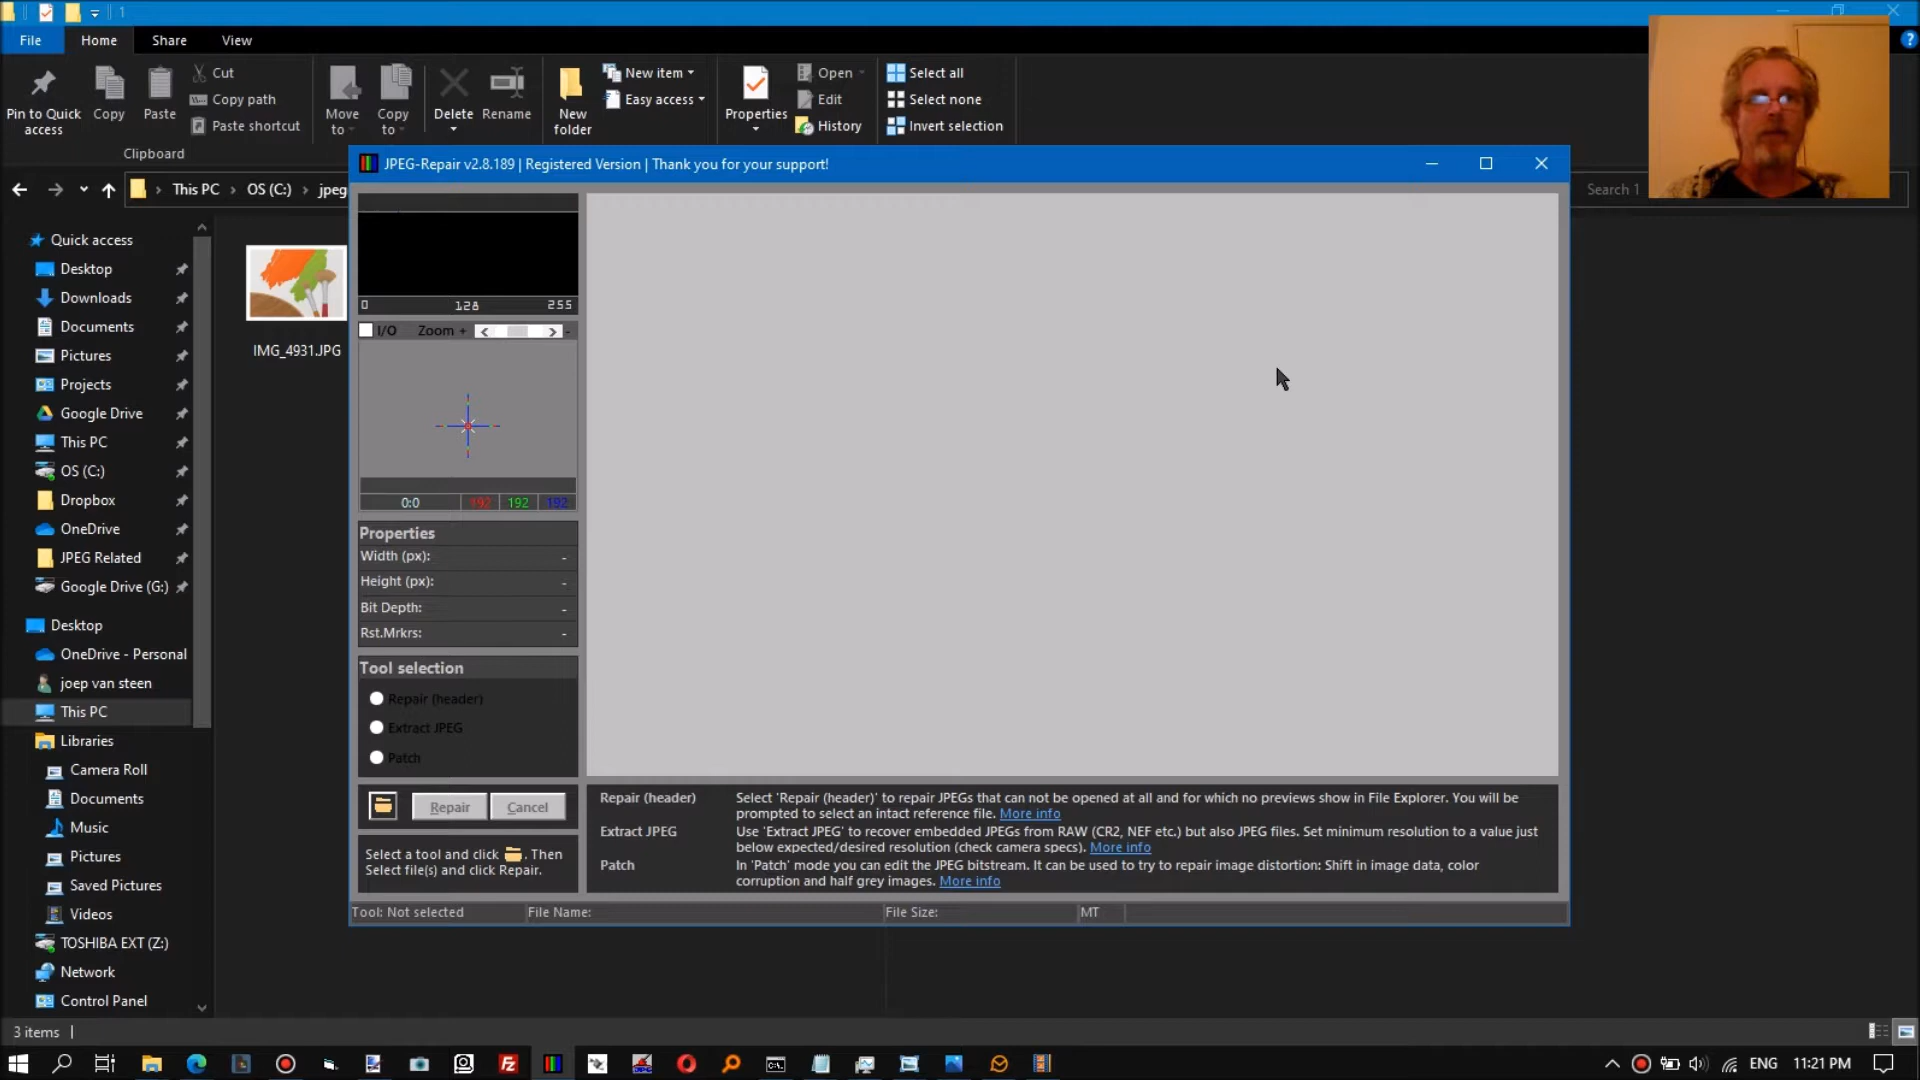 1
File
Home
Share
View
Pin to Quick
access
Copy
Paste
Cut
Copy path
Paste shortcut
Move
to
Copy
to
Delete
Rename
New
folder
New item
Easy access
Properties
Open
Edit
History
Select all
Select none
Invert selection
Clipboard
This PC
OS (C:)
jpeg
Search 1
JPEG-Repair v2.8.189 | Registered Version | Thank you for your support!
Quick access
Desktop
Downloads
Documents
Pictures
Projects
Google Drive
This PC
OS (C:)
Dropbox
OneDrive
JPEG Related
Google Drive (G:)
Desktop
OneDrive - Personal
joep van steen
This PC
Libraries
Camera Roll
Documents
Music
Pictures
Saved Pictures
Videos
TOSHIBA EXT (Z:)
Network
Control Panel
IMG_4931.JPG
0 128 255
I/O Zoom + -
0:0 192 192 192
Properties
Width (px): -
Height (px): -
Bit Depth: -
Rst.Mrkrs: -
Tool selection
Repair (header)
Extract JPEG
Patch
Repair
Cancel
Select a tool and click . Then
Select file(s) and click Repair.
Repair (header) Select 'Repair (header)' to repair JPEGs that can not be opened at all and for which no previews show in File Explorer. You will be
prompted to select an intact reference file. More info
Extract JPEG Use 'Extract JPEG' to recover embedded JPEGs from RAW (CR2, NEF etc.) but also JPEG files. Set minimum resolution to a value just
below expected/desired resolution (check camera specs). More info
Patch In 'Patch' mode you can edit the JPEG bitstream. It can be used to try to repair image distortion: Shift in image data, color
corruption and half grey images. More info
Tool: Not selected File Name: File Size: MT
3 items
ENG 11:21 PM